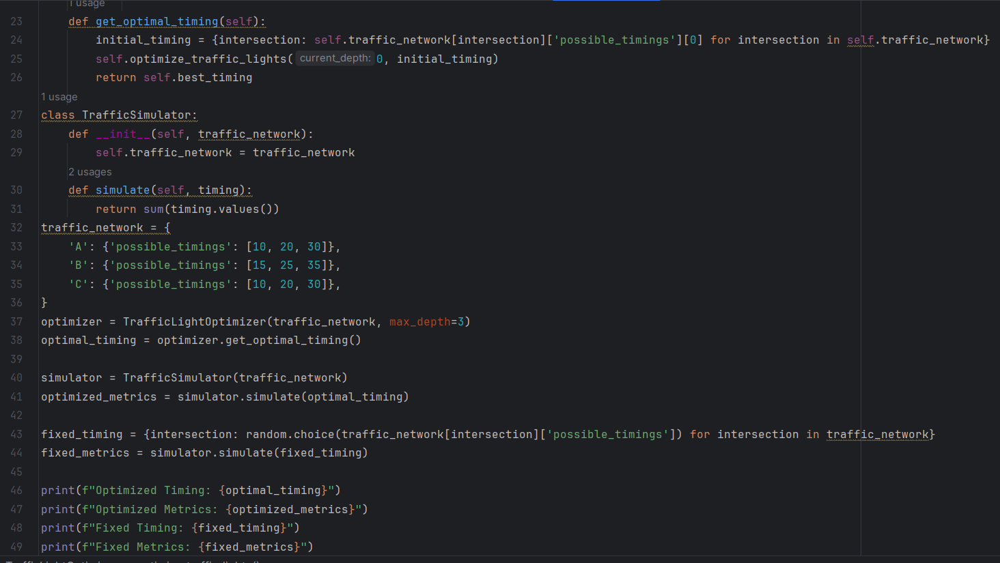 1 usage
23 def get_optimal_timing(self):
24 initial_timing = {intersection: self.traffic_network[intersection]['possible_timings'][0] for intersection in self.traffic_network}
25 self.optimize_traffic_lights( current_depth: 0, initial_timing)
26 return self.best_timing
1 usage
27 class TrafficSimulator:
28 def __init__(self, traffic_network):
29 self.traffic_network = traffic_network
2 usages
30 def simulate(self, timing):
31 return sum(timing.values())
32 traffic_network = {
33 'A': {'possible_timings': [10, 20, 30]},
34 'B': {'possible_timings': [15, 25, 35]},
35 'C': {'possible_timings': [10, 20, 30]},
36 }
37 optimizer = TrafficLightOptimizer(traffic_network, max_depth=3)
38 optimal_timing = optimizer.get_optimal_timing()
39
40 simulator = TrafficSimulator(traffic_network)
41 optimized_metrics = simulator.simulate(optimal_timing)
42
43 fixed_timing = {intersection: random.choice(traffic_network[intersection]['possible_timings']) for intersection in traffic_network}
44 fixed_metrics = simulator.simulate(fixed_timing)
45
46 print(f"Optimized Timing: {optimal_timing}")
47 print(f"Optimized Metrics: {optimized_metrics}")
48 print(f"Fixed Timing: {fixed_timing}")
49 print(f"Fixed Metrics: {fixed_metrics}")